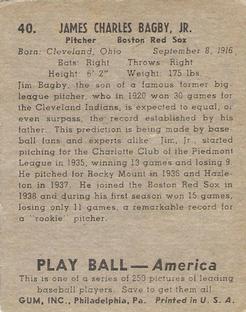 40. JAMES CHARLES BAGBY, JR.
Pitcher Boston Red Sox
Born: Cleveland, Ohio September 8, 1916
Bats: Right Throws: Right
Height: 6' 2" Weight: 175 lbs.
Jim Bagby, the son of a former big
league pitcher, who in 1920 won 30 games for
the Cleveland Indians, is expected to equal, or
even surpass, the record established by his
father. This prediction is being made by base-
ball fans and experts alike. Jim, Jr., started
pitching for the Charlotte Club of the Piedmont
League in 1935, winning 13 games and losing 9.
He pitched for Rocky Mount in 1936 and Hazle-
ton in 1937. He joined the Boston Red Sox in
1938 and during his first season won 15 games,
losing only 11 games, a remarkable record for
a "rookie" pitcher.
PLAY BALL — America
This is one of a series of 250 pictures of leading
baseball players. Save to get them all.
GUM, INC., Philadelphia, Pa. Printed in U. S. A.